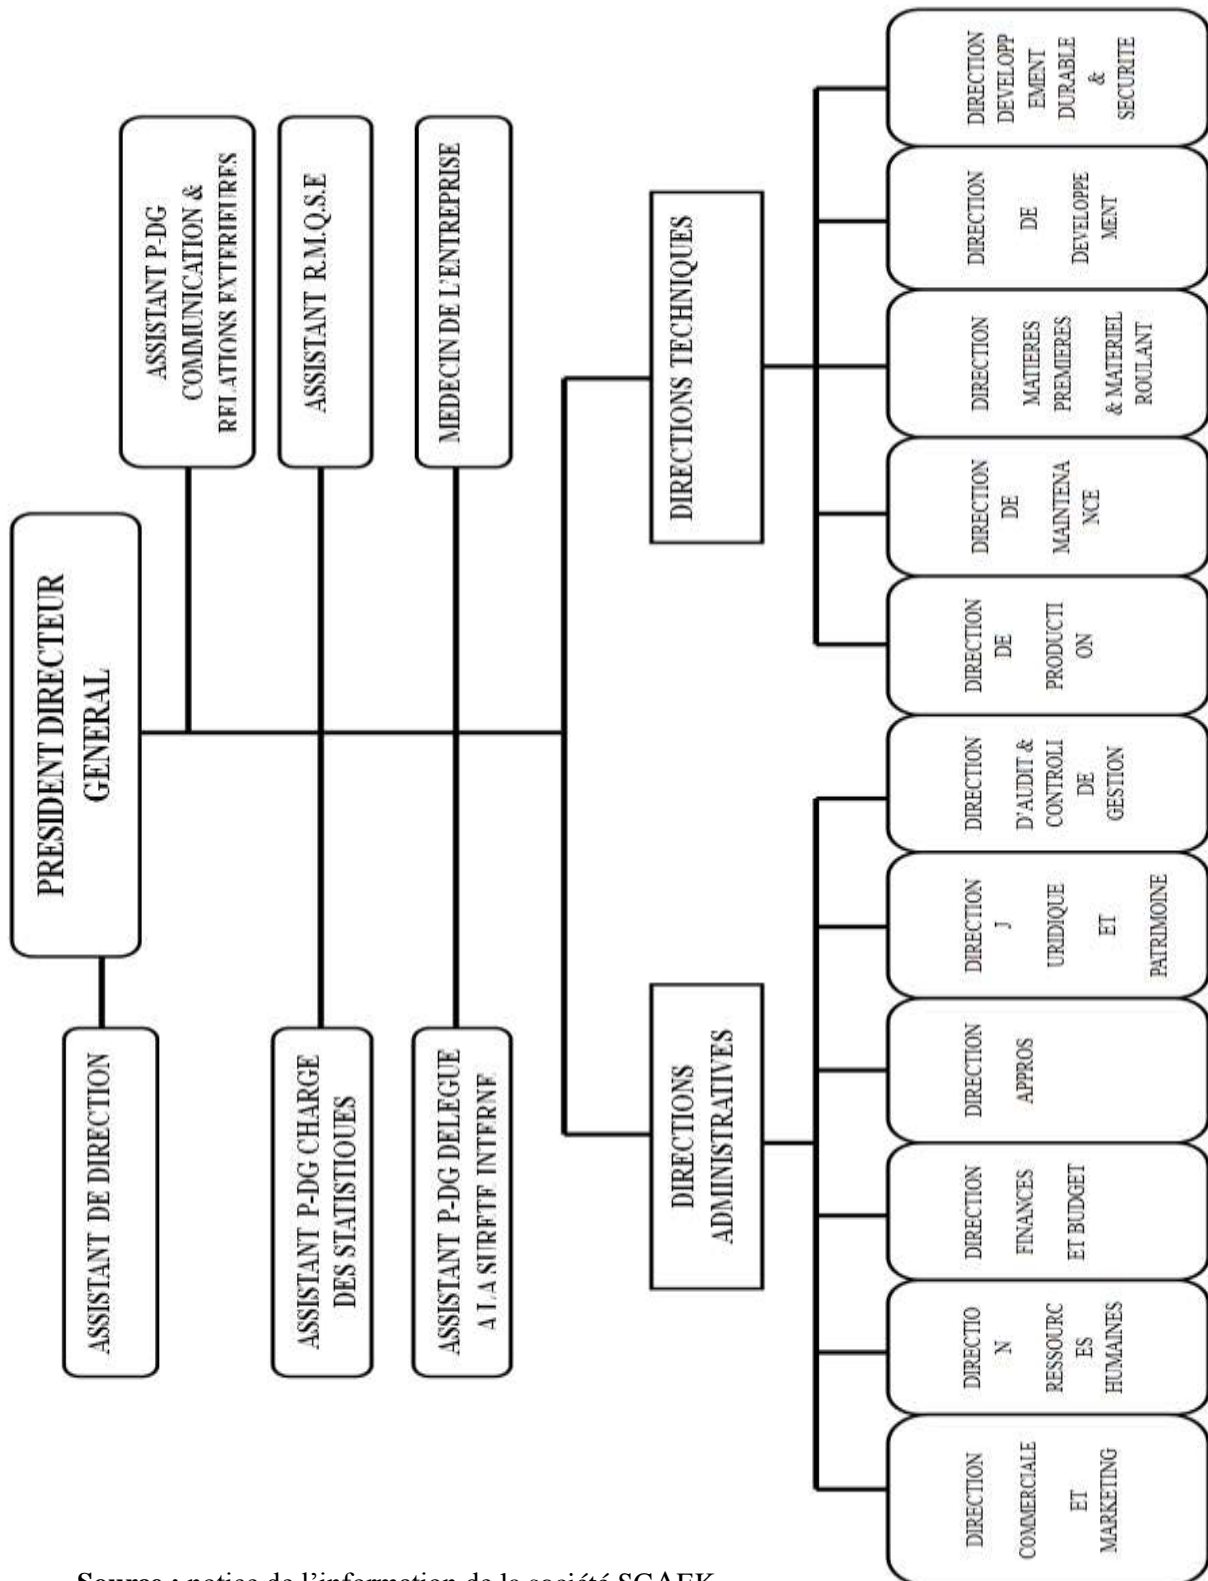 PRESIDENT DIRECTEUR
GENERAL
ASSISTANT DE DIRECTION
ASSISTANT P-DG
COMMUNICATION &
RELATIONS EXTERIEURES
ASSISTANT P-DG CHARGE
DES STATISTIQUES
ASSISTANT R.M.Q.S.E
ASSISTANT P-DG DELEGUE
A LA SURETE INTERNE
MEDECIN DE L'ENTREPRISE
DIRECTIONS
ADMINISTRATIVES
DIRECTIONS TECHNIQUES
DIRECTION
COMMERCIALE
ET
MARKETING
DIRECTIO
N
RESSOURC
ES
HUMAINES
DIRECTION
FINANCES
ET BUDGET
DIRECTION
APPROS
DIRECTION
J
URIDIQUE
ET
PATRIMOINE
DIRECTION
D'AUDIT &
CONTROLI
DE
GESTION
DIRECTION
DE
PRODUCTI
ON
DIRECTION
DE
MAINTENA
NCE
DIRECTION
MATIERES
PREMIERES
& MATERIEL
ROULANT
DIRECTION
DE
DEVELOPPE
MENT
DIRECTION
DEVELOPP
EMENT
DURABLE
&
SECURITE
Source : notice de l'information de la société SCAEK